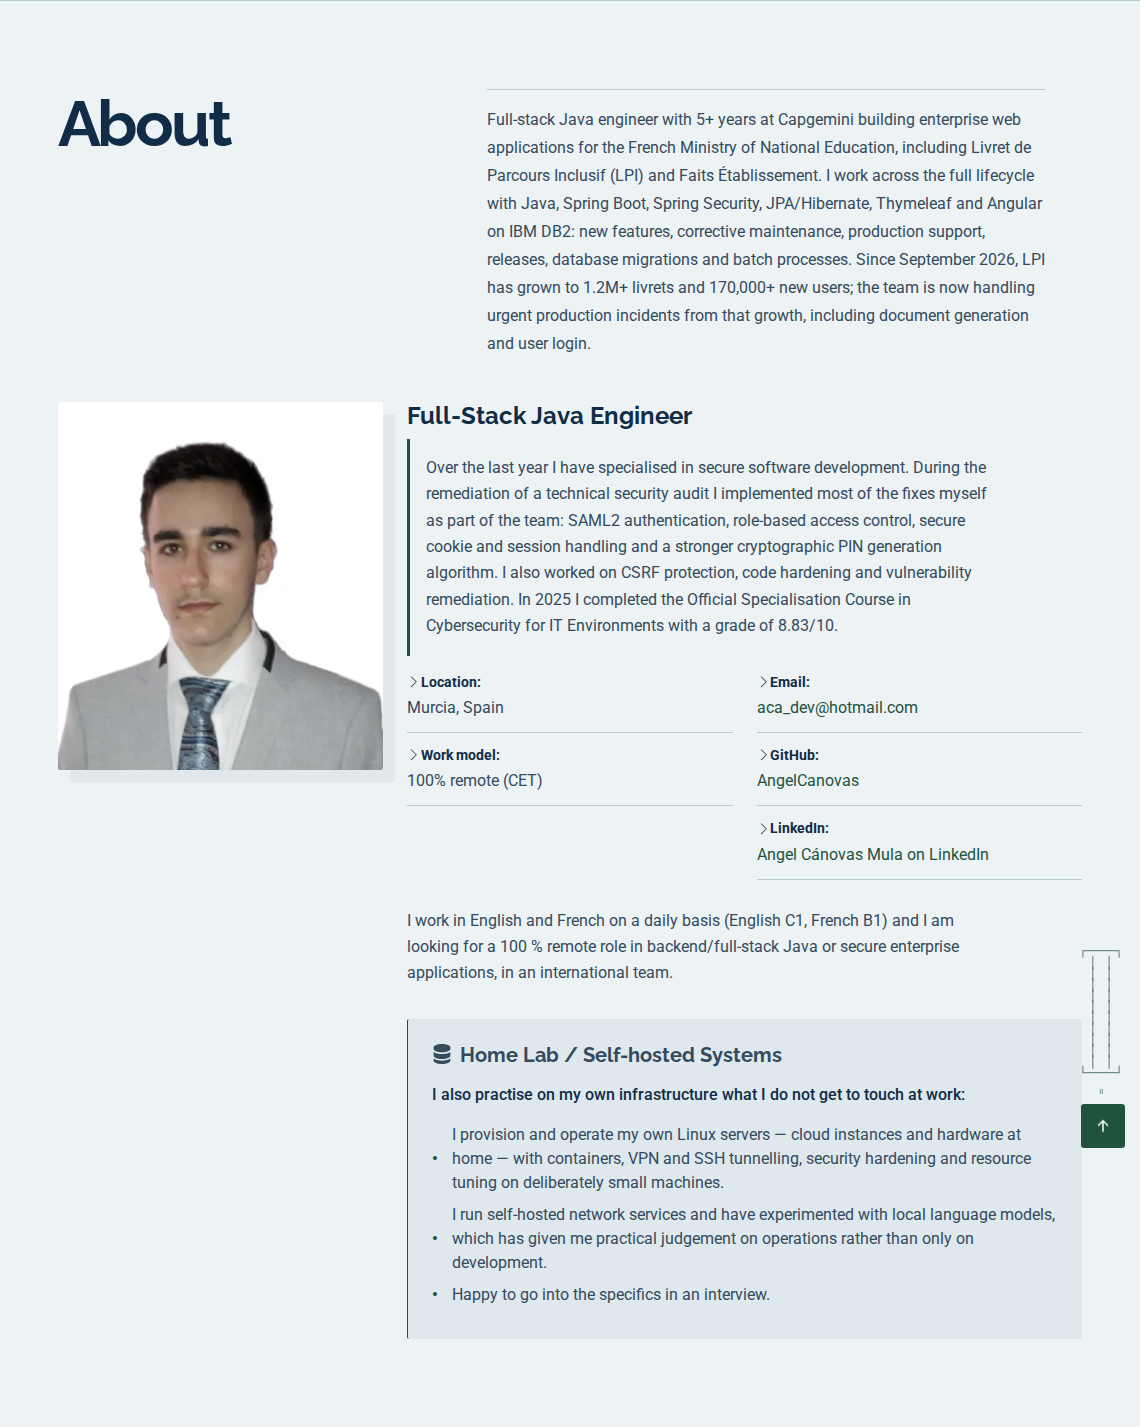 About
Full-stack Java engineer with 5+ years at Capgemini building enterprise web
applications for the French Ministry of National Education, including Livret de
Parcours Inclusif (LPI) and Faits Établissement. I work across the full lifecycle
with Java, Spring Boot, Spring Security, JPA/Hibernate, Thymeleaf and Angular
on IBM DB2: new features, corrective maintenance, production support,
releases, database migrations and batch processes. Since September 2026, LPI
has grown to 1.2M+ livrets and 170,000+ new users; the team is now handling
urgent production incidents from that growth, including document generation
and user login.
Full-Stack Java Engineer
Over the last year I have specialised in secure software development. During the
remediation of a technical security audit I implemented most of the fixes myself
as part of the team: SAML2 authentication, role-based access control, secure
cookie and session handling and a stronger cryptographic PIN generation
algorithm. I also worked on CSRF protection, code hardening and vulnerability
remediation. In 2025 I completed the Official Specialisation Course in
Cybersecurity for IT Environments with a grade of 8.83/10.
Location:
Murcia, Spain
Work model:
100% remote (CET)
Email:
aca_dev@hotmail.com
GitHub:
AngelCanovas
LinkedIn:
Angel Cánovas Mula on LinkedIn
I work in English and French on a daily basis (English C1, French B1) and I am
looking for a 100 % remote role in backend/full-stack Java or secure enterprise
applications, in an international team.
Home Lab / Self-hosted Systems
I also practise on my own infrastructure what I do not get to touch at work:
I provision and operate my own Linux servers — cloud instances and hardware at
• home — with containers, VPN and SSH tunnelling, security hardening and resource
tuning on deliberately small machines.
I run self-hosted network services and have experimented with local language models,
• which has given me practical judgement on operations rather than only on
development.
• Happy to go into the specifics in an interview.